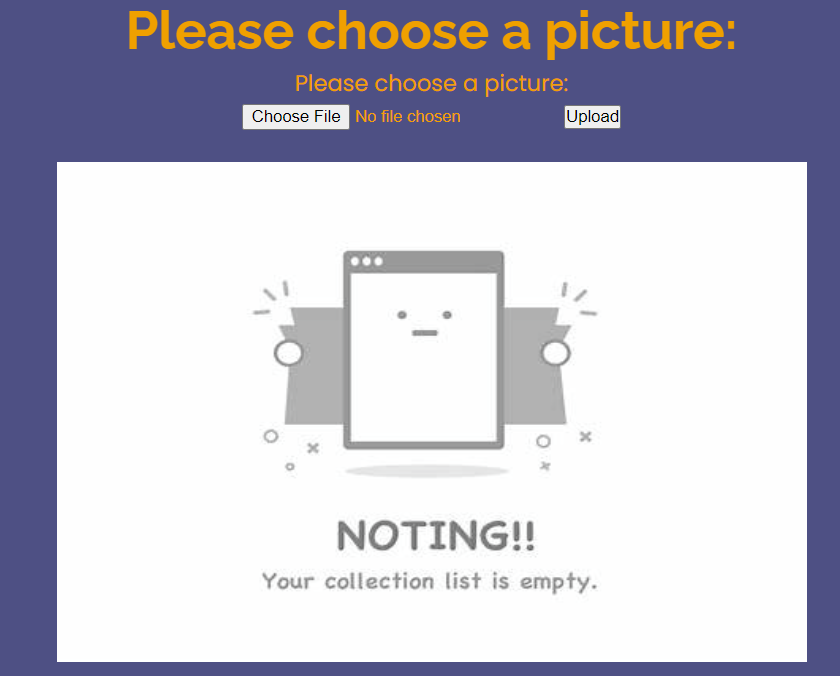 Please choose a picture:
Please choose a picture:
Choose File No file chosen Upload
NOTING!!
Your collection list is empty.